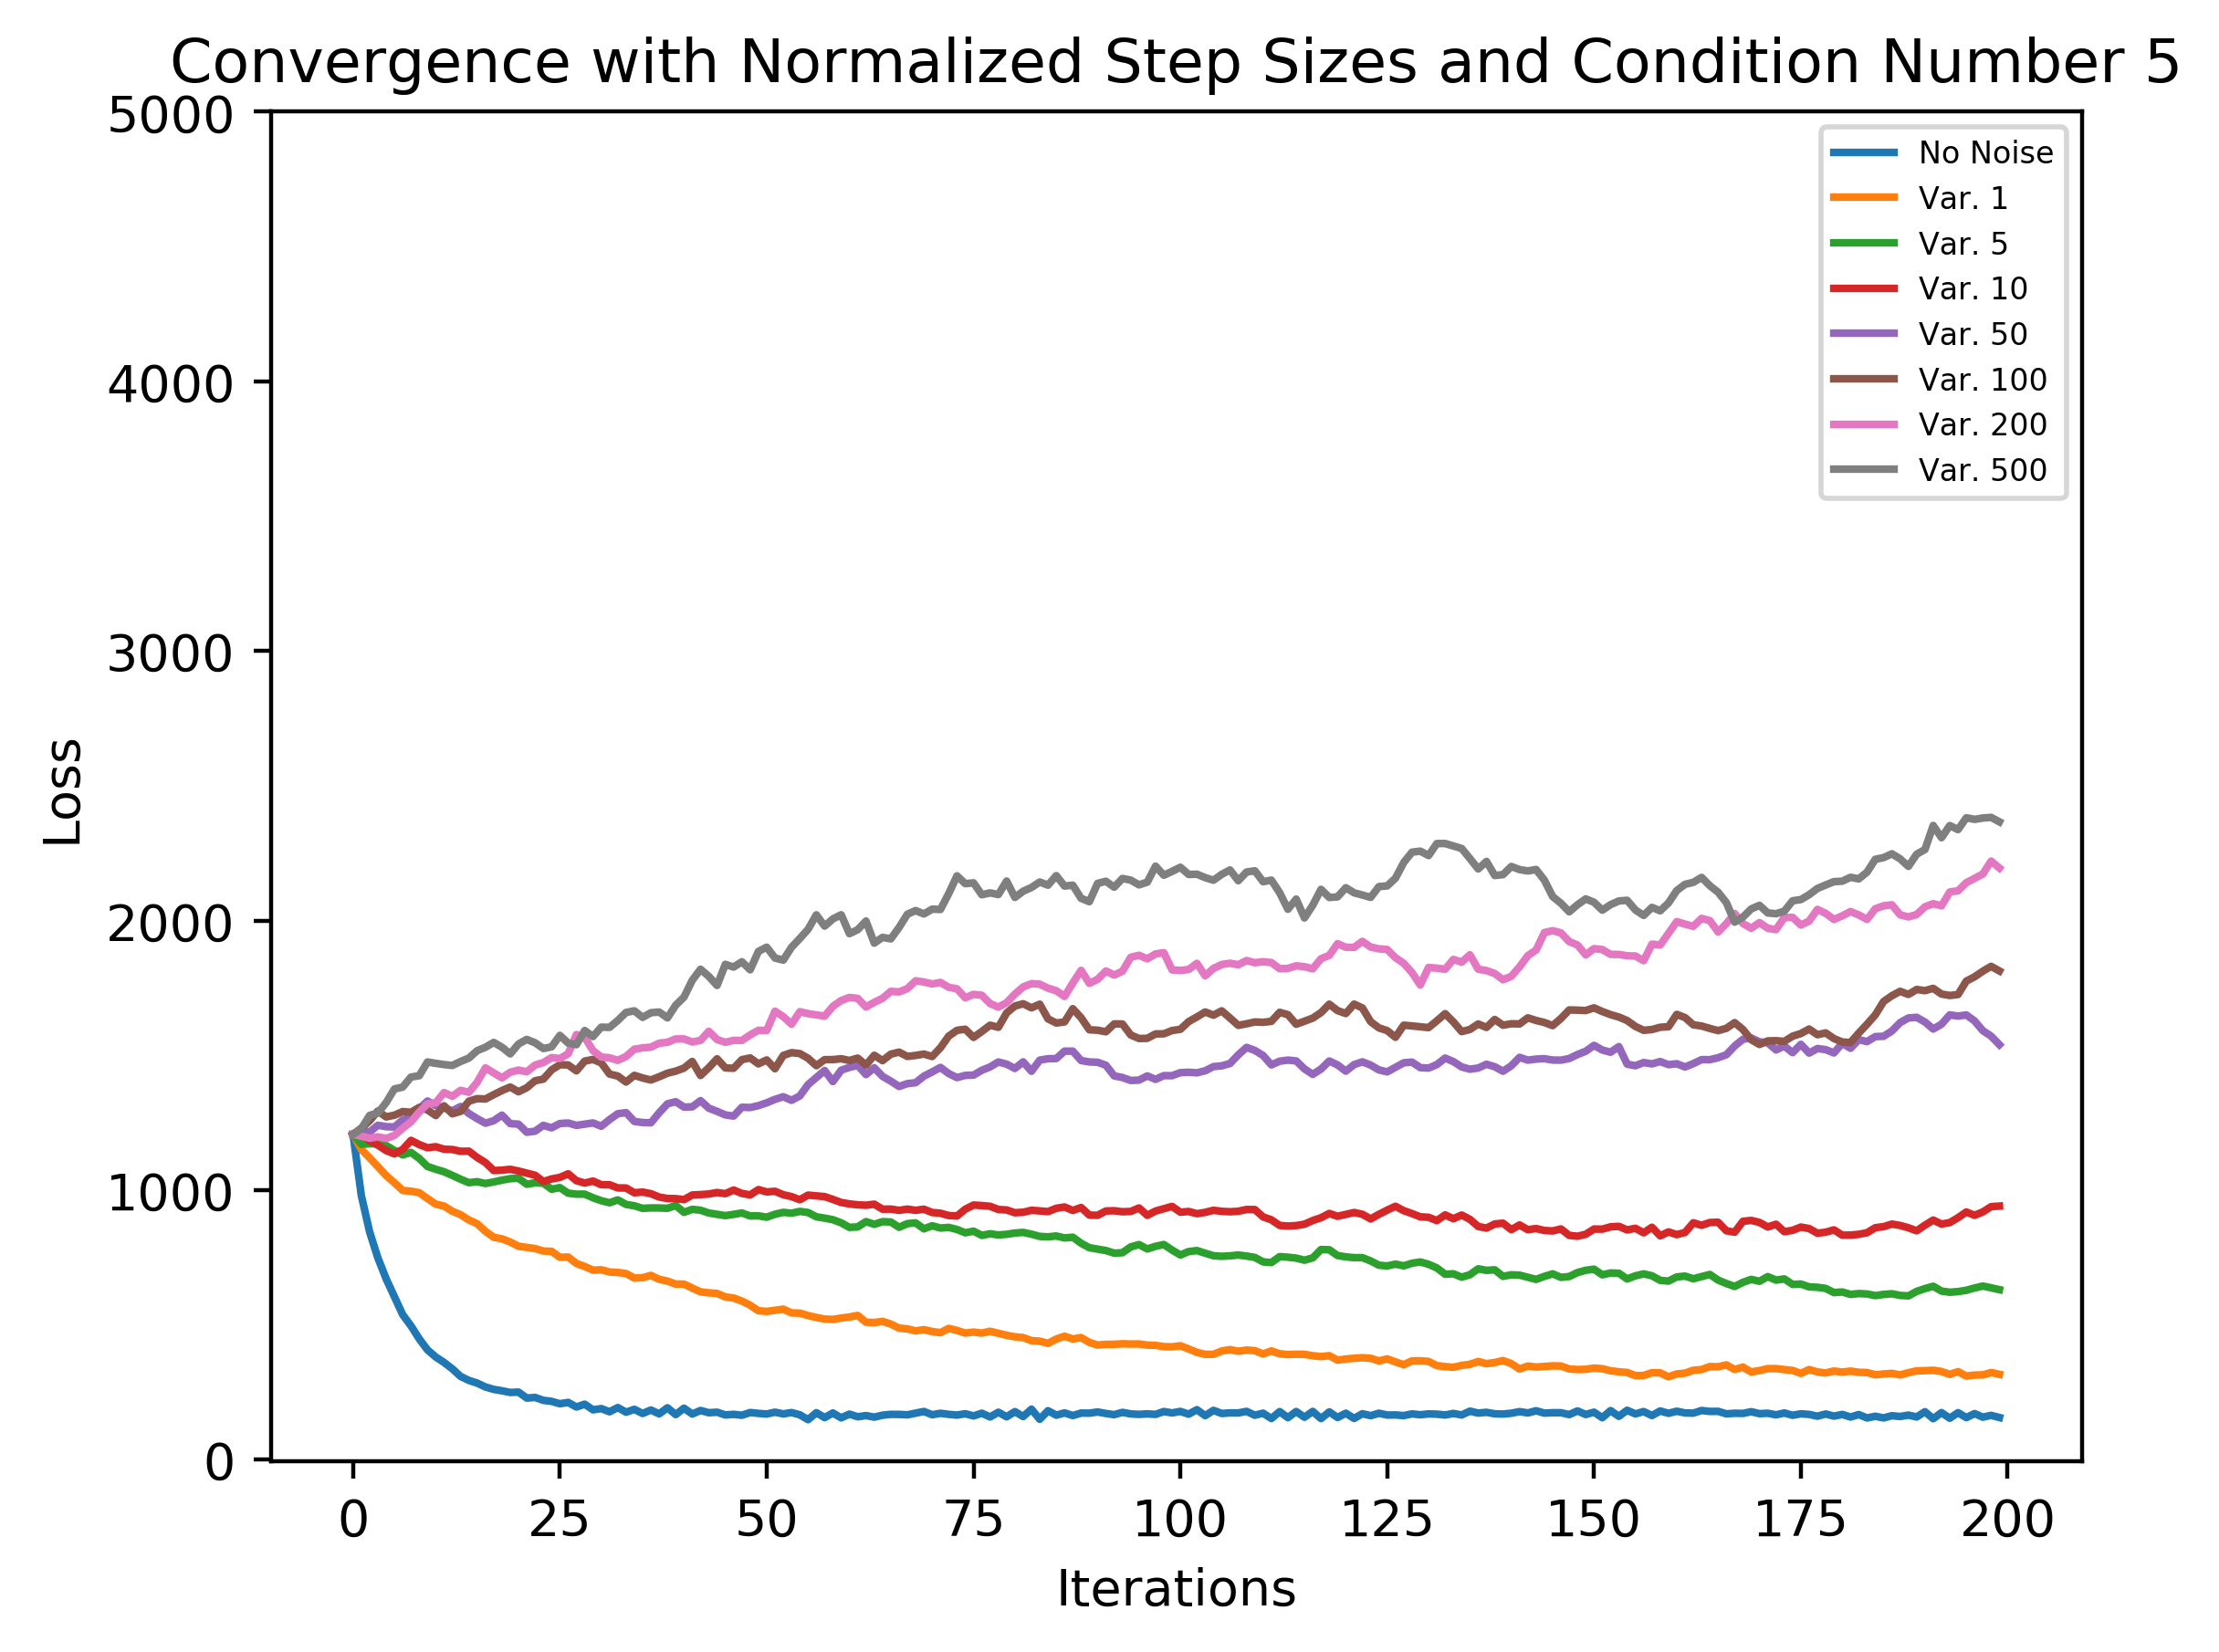 Convergence with Normalized Step Sizes and Condition Number 5
5000
4000
3000
2000
1000
0
Loss
No Noise
Var. 1
Var. 5
Var. 10
Var. 50
Var. 100
Var. 200
Var. 500
0 25 50 75 100 125 150 175 200
Iterations